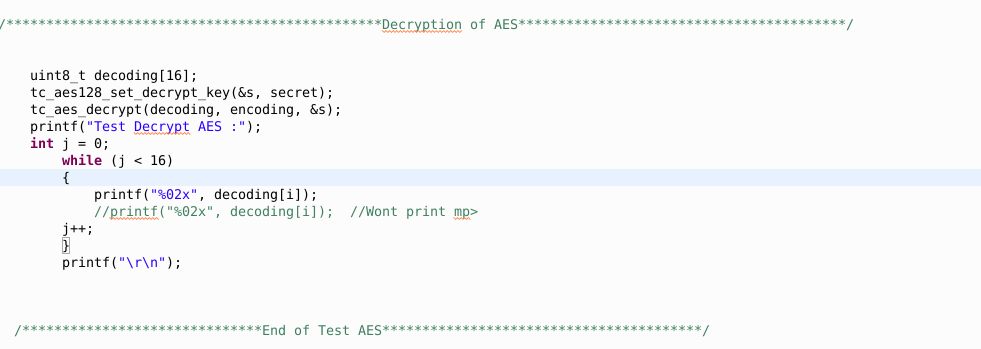 /***********************************************Decryption of AES*****************************************/
uint8_t decoding[16];
tc_aes128_set_decrypt_key(&s, secret);
tc_aes_decrypt(decoding, encoding, &s);
printf("Test Decrypt AES :");
int j = 0;
while (j < 16)
{
printf("%02x", decoding[i]);
//printf("%02x", decoding[i]);  //Wont print mp>
j++;
}
printf("\r\n");
/******************************End of Test AES****************************************/